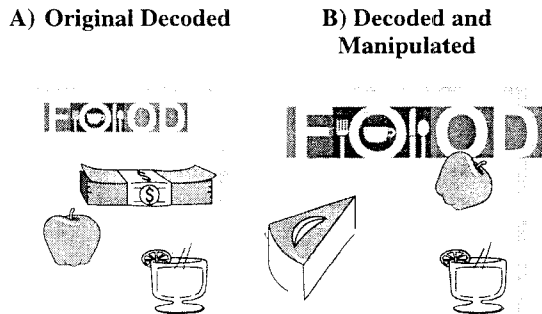 A) Original Decoded
B) Decoded and
Manipulated
FOOD
$
FOOD